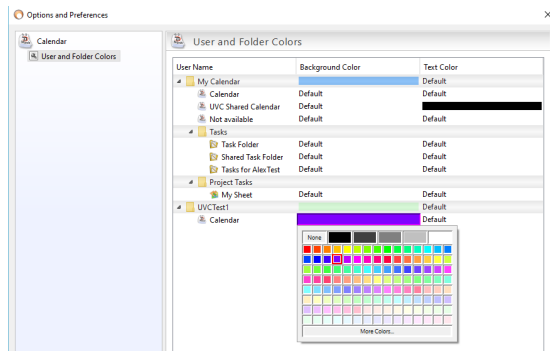 Options and Preferences
Calendar
User and Folder Colors
User and Folder Colors
User Name Background Color Text Color
My Calendar Default
Calendar Default Default
UVC Shared Calendar Default
Not available Default Default
Tasks Default
Task Folder Default Default
Shared Task Folder Default Default
Tasks for AlexTest Default Default
Project Tasks Default
My Sheet Default Default
UVCTest1 Default
Calendar Default
None
More Colors...